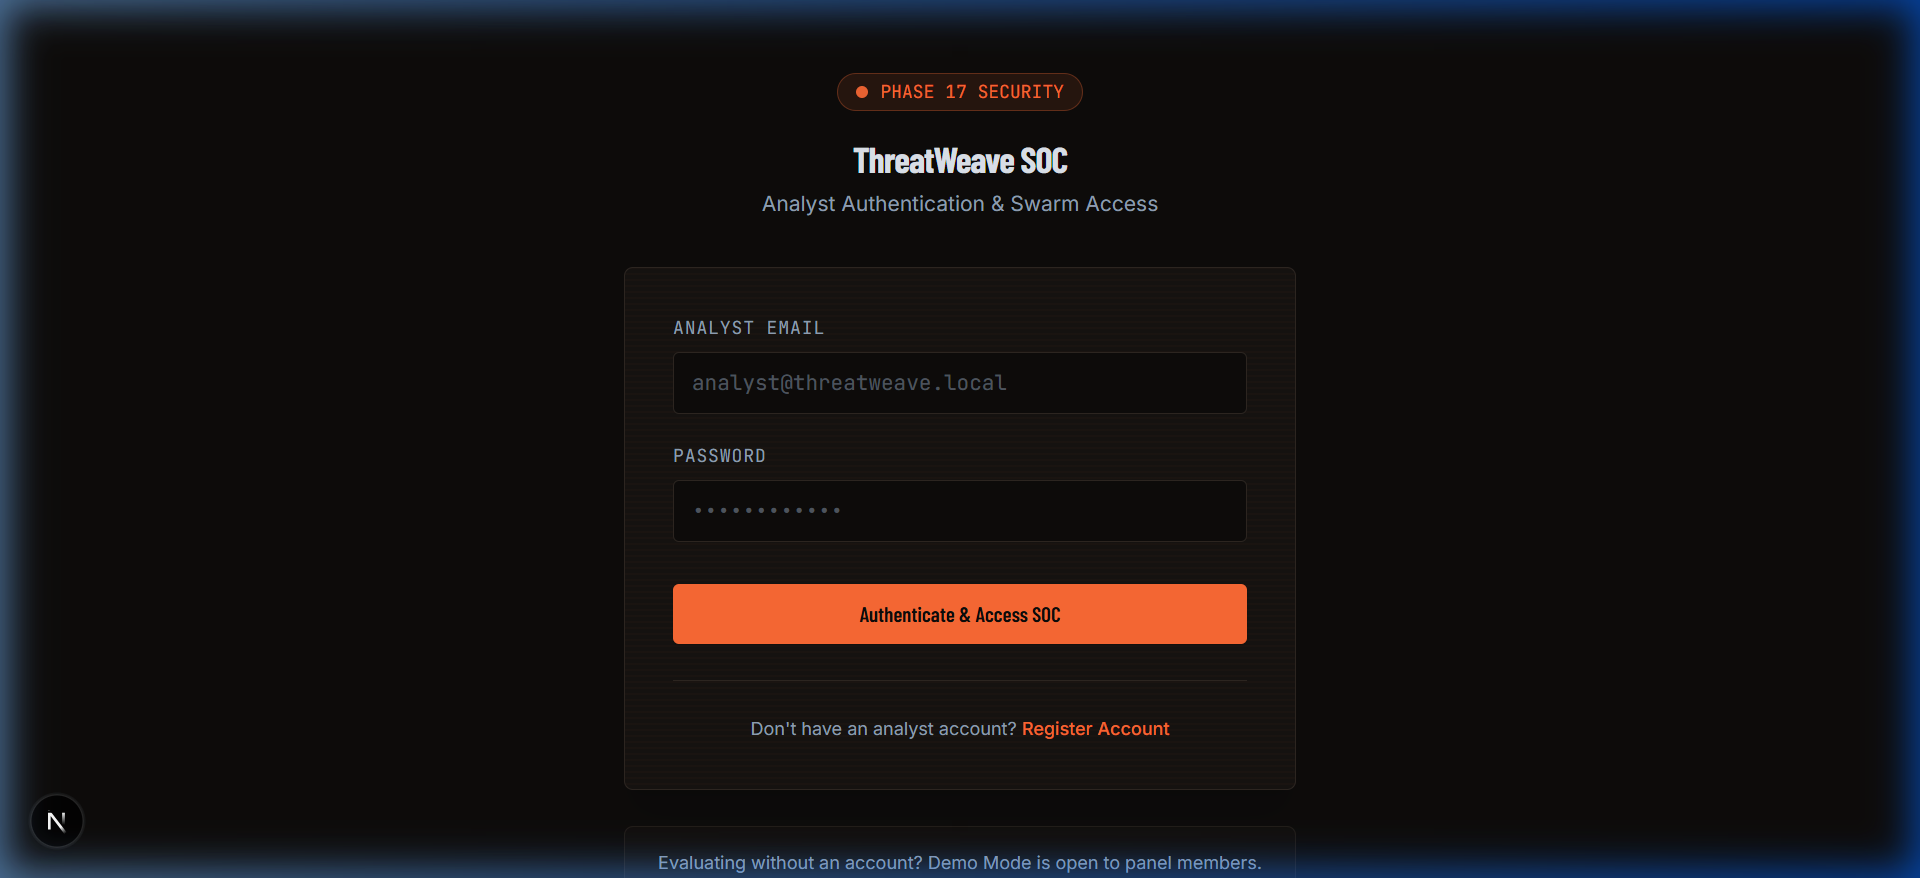 PHASE 17 SECURITY
ThreatWeave SOC
Analyst Authentication & Swarm Access
ANALYST EMAIL
analyst@threatweave.local
PASSWORD
••••••••••••
Authenticate & Access SOC
Don't have an analyst account? Register Account
N
Evaluating without an account? Demo Mode is open to panel members.